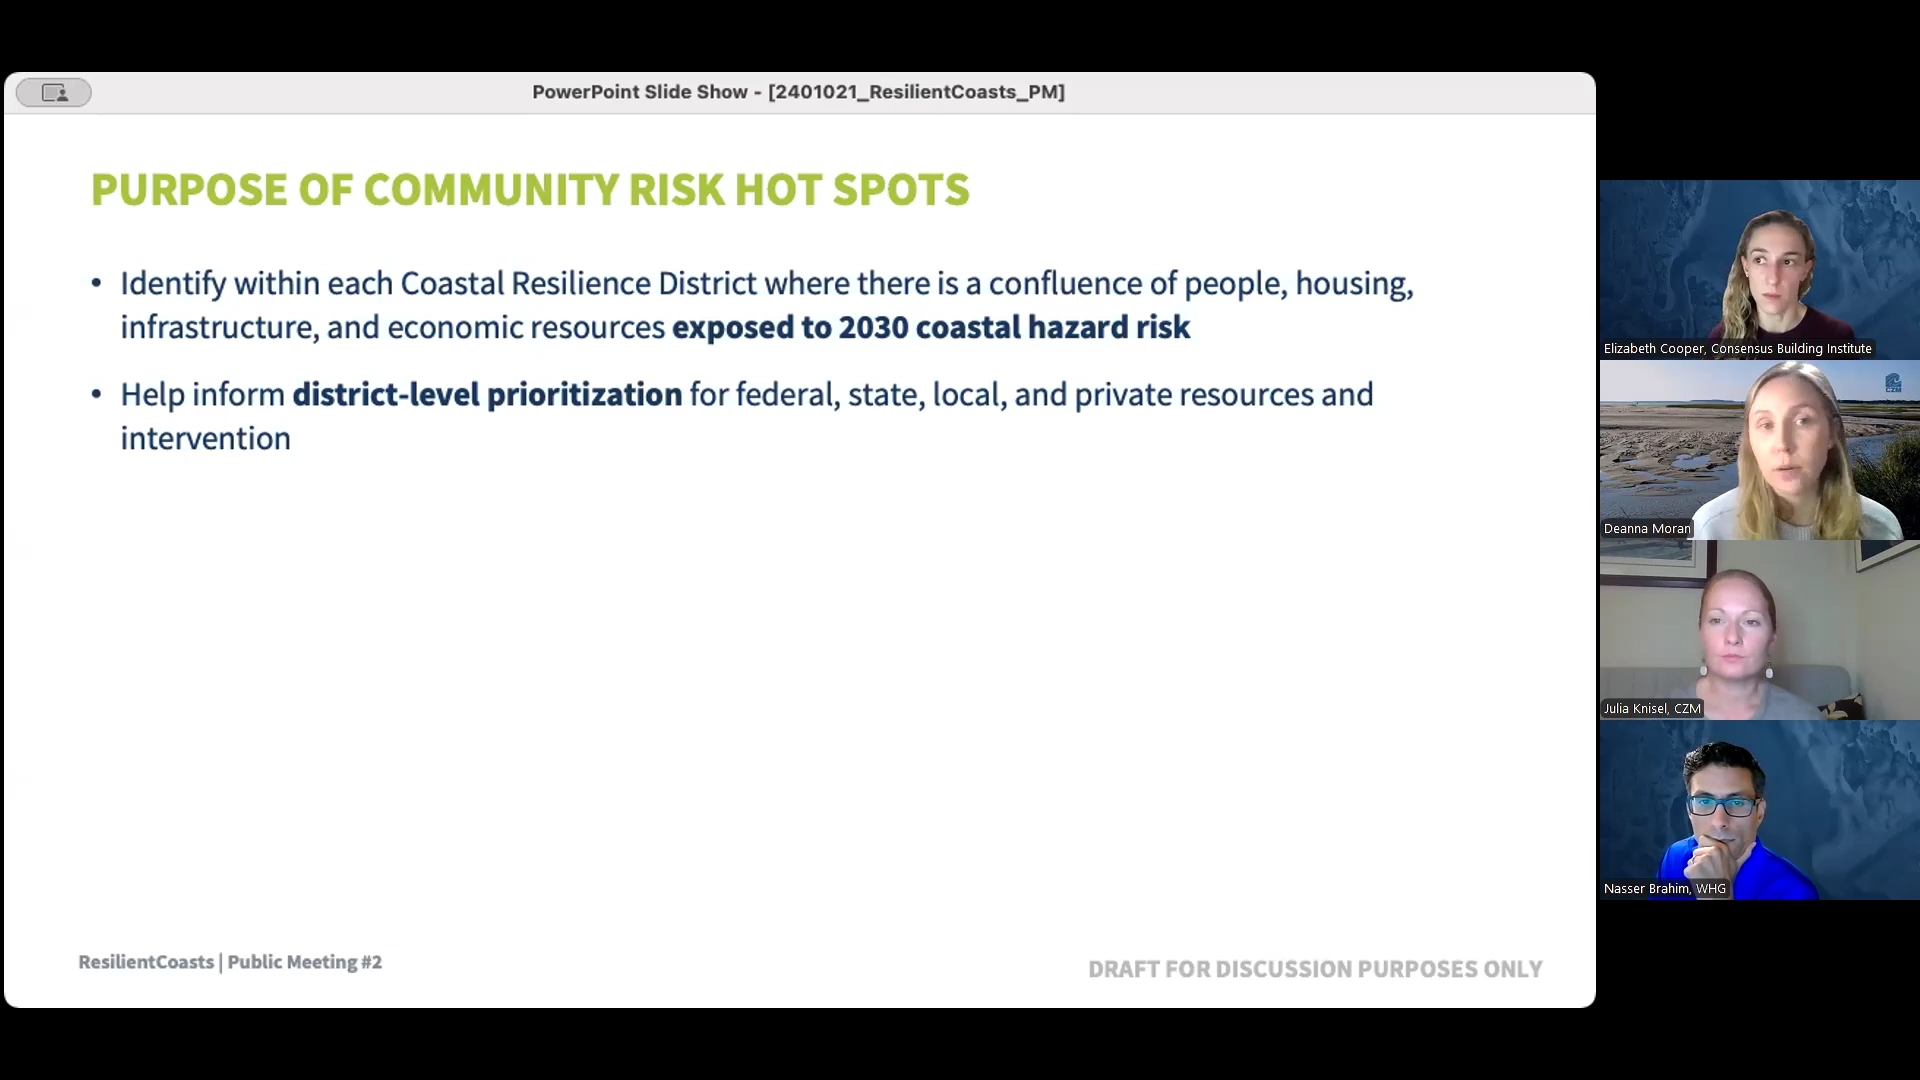 PowerPoint Slide Show - [2401021_ResilientCoasts_PM]
PURPOSE OF COMMUNITY RISK HOT SPOTS
• Identify within each Coastal Resilience District where there is a confluence of people, housing,
infrastructure, and economic resources exposed to 2030 coastal hazard risk
• Help inform district-level prioritization for federal, state, local, and private resources and
intervention
ResilientCoasts | Public Meeting #2
DRAFT FOR DISCUSSION PURPOSES ONLY
Elizabeth Cooper, Consensus Building Institute
CZM
Deanna Moran
Julia Knisel, CZM
Nasser Brahim, WHG